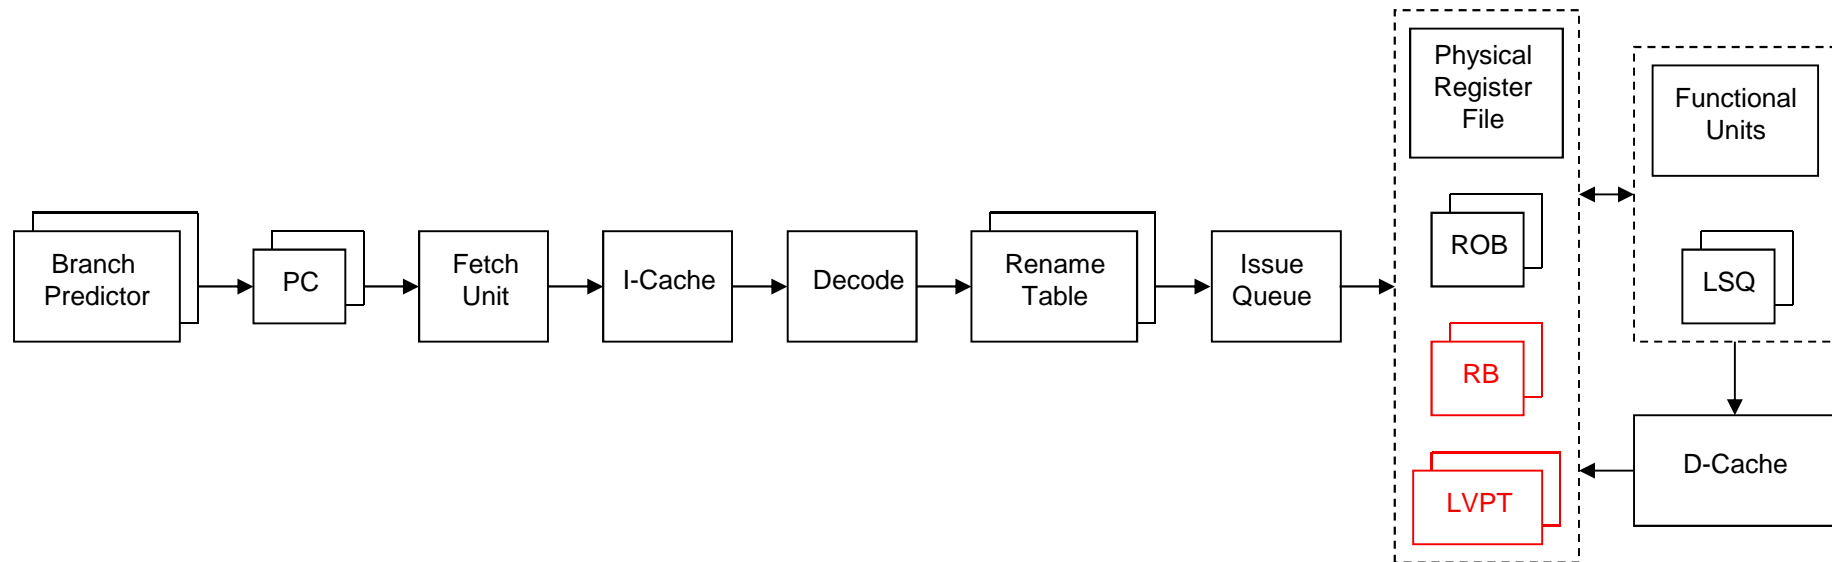 Branch
Predictor
PC
Fetch
Unit
I-Cache
Decode
Rename
Table
Issue
Queue
Physical
Register
File
ROB
RB
LVPT
Functional
Units
LSQ
D-Cache